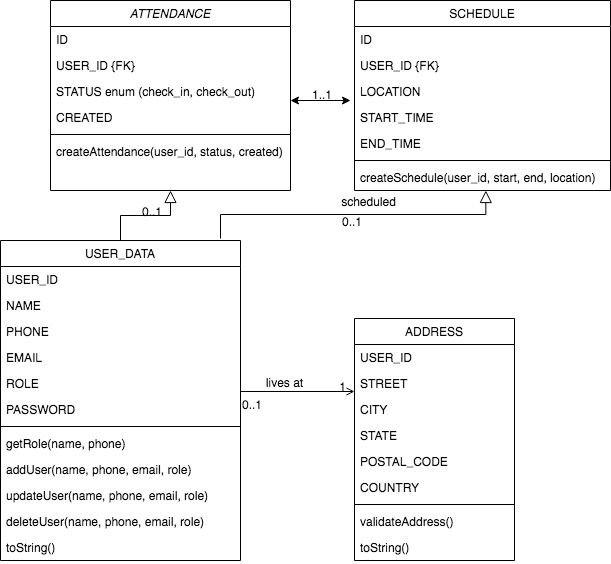 ATTENDANCE
ID
USER_ID {FK}
STATUS enum (check_in, check_out)
CREATED
createAttendance(user_id, status, created)
1..1
SCHEDULE
ID
USER_ID {FK}
LOCATION
START_TIME
END_TIME
createSchedule(user_id, start, end, location)
0..1
scheduled
0..1
USER_DATA
USER_ID
NAME
PHONE
EMAIL
ROLE
PASSWORD
getRole(name, phone)
addUser(name, phone, email, role)
updateUser(name, phone, email, role)
deleteUser(name, phone, email, role)
toString()
lives at
1
0..1
ADDRESS
USER_ID
STREET
CITY
STATE
POSTAL_CODE
COUNTRY
validateAddress()
toString()